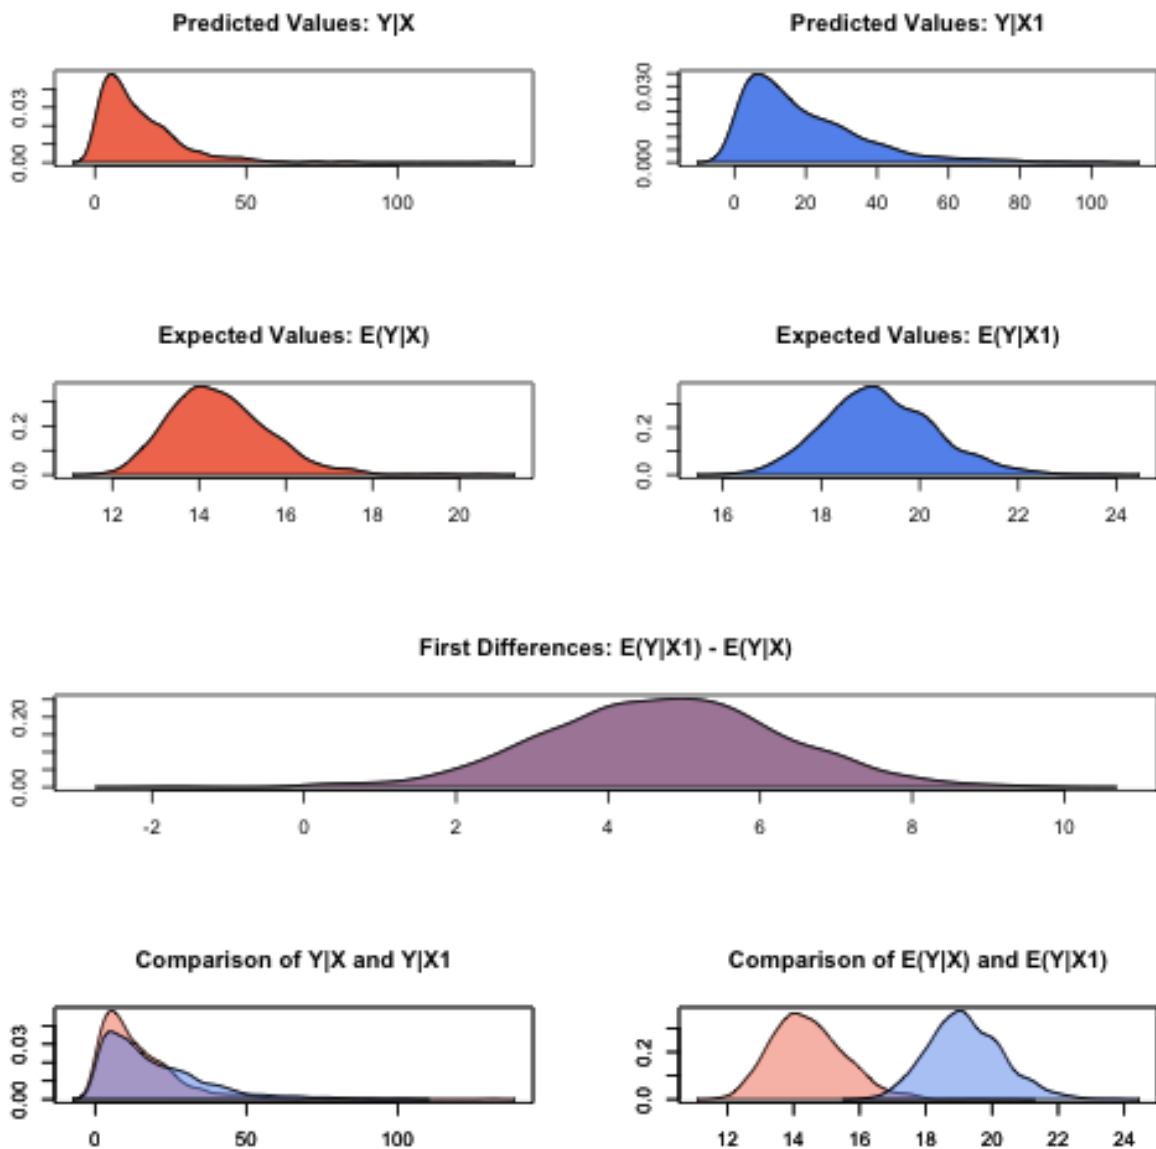 Predicted Values: Y|X
Predicted Values: Y|X1
0.00 0.03
0 50 100
0.000 0.030
0 20 40 60 80 100
Expected Values: E(Y|X)
Expected Values: E(Y|X1)
0.0 0.2
12 14 16 18 20
0.0 0.2
16 18 20 22 24
First Differences: E(Y|X1) - E(Y|X)
0.00 0.20
-2 0 2 4 6 8 10
Comparison of Y|X and Y|X1
Comparison of E(Y|X) and E(Y|X1)
0.00 0.03
0 50 100
0.0 0.2
12 14 16 18 20 22 24